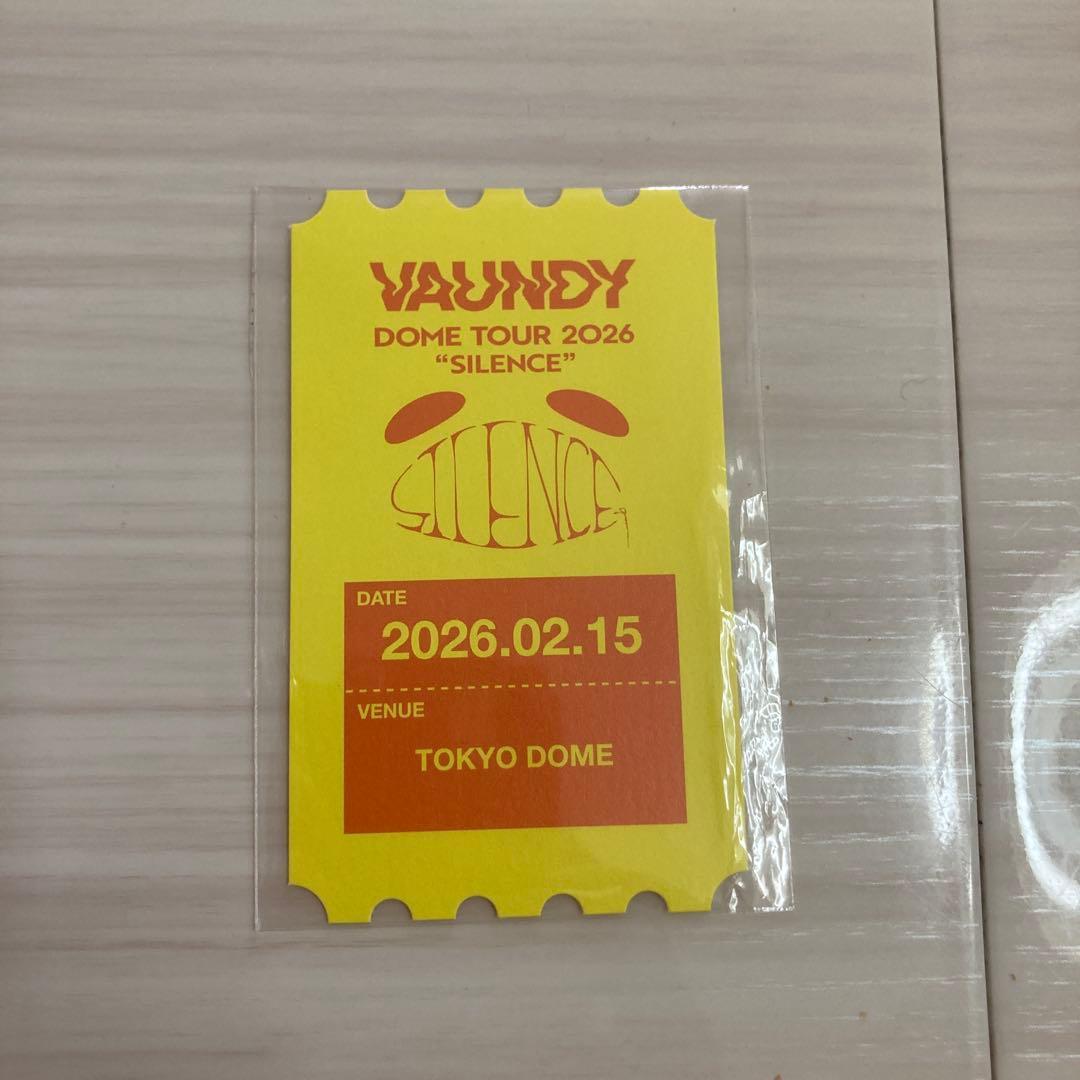 VAUNDY
DOME TOUR 2026
“SILENCE”
SILENCE
DATE
2026.02.15
VENUE
TOKYO DOME